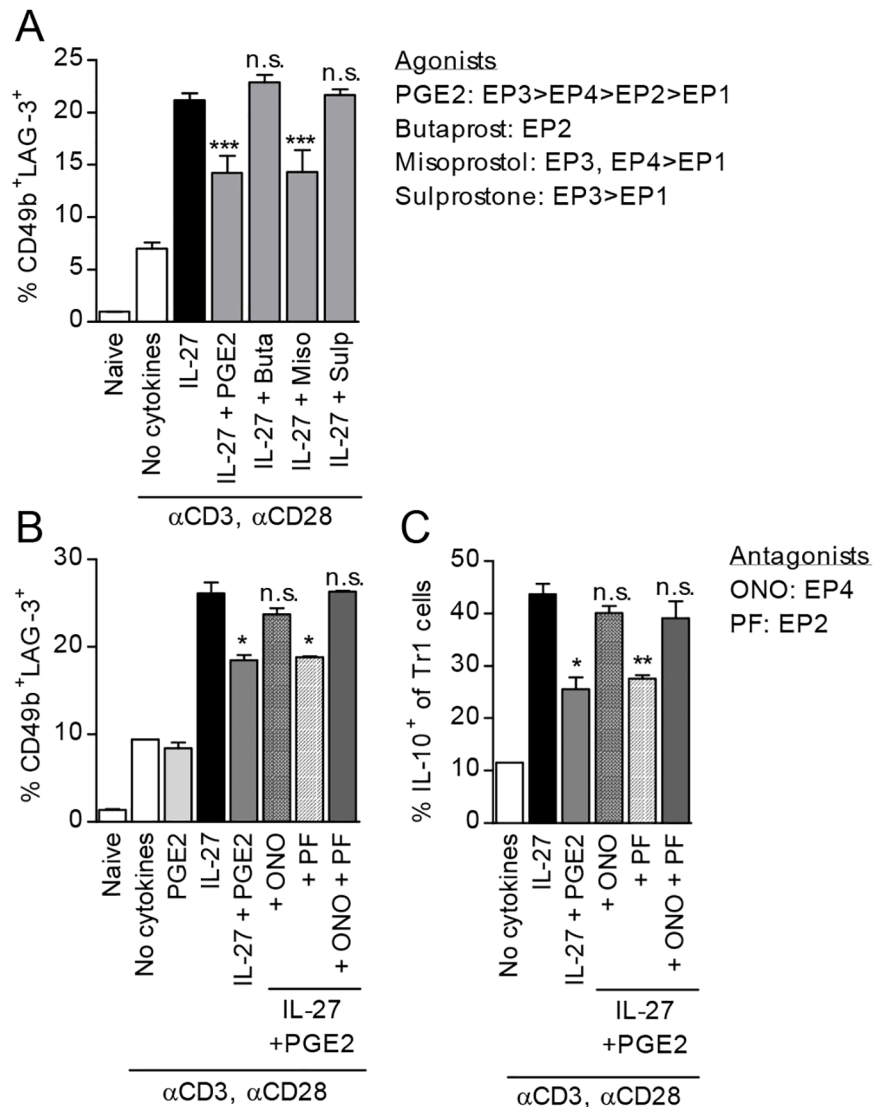 A
% CD49b⁺LAG-3⁺
25
20
15
10
5
0
***
n.s.
***
n.s.
Naive
No cytokines
IL-27
IL-27 + PGE2
IL-27 + Buta
IL-27 + Miso
IL-27 + Sulp
αCD3, αCD28
Agonists
PGE2: EP3>EP4>EP2>EP1
Butaprost: EP2
Misoprostol: EP3, EP4>EP1
Sulprostone: EP3>EP1
B
% CD49b⁺LAG-3⁺
30
20
10
0
*
n.s.
*
n.s.
Naive
No cytokines
PGE2
IL-27
IL-27 + PGE2
+ ONO
+ PF
+ ONO + PF
IL-27
+PGE2
αCD3, αCD28
C
% IL-10⁺ of Tr1 cells
50
40
30
20
10
0
*
n.s.
**
n.s.
No cytokines
IL-27
IL-27 + PGE2
+ ONO
+ PF
+ ONO + PF
IL-27
+PGE2
αCD3, αCD28
Antagonists
ONO: EP4
PF: EP2